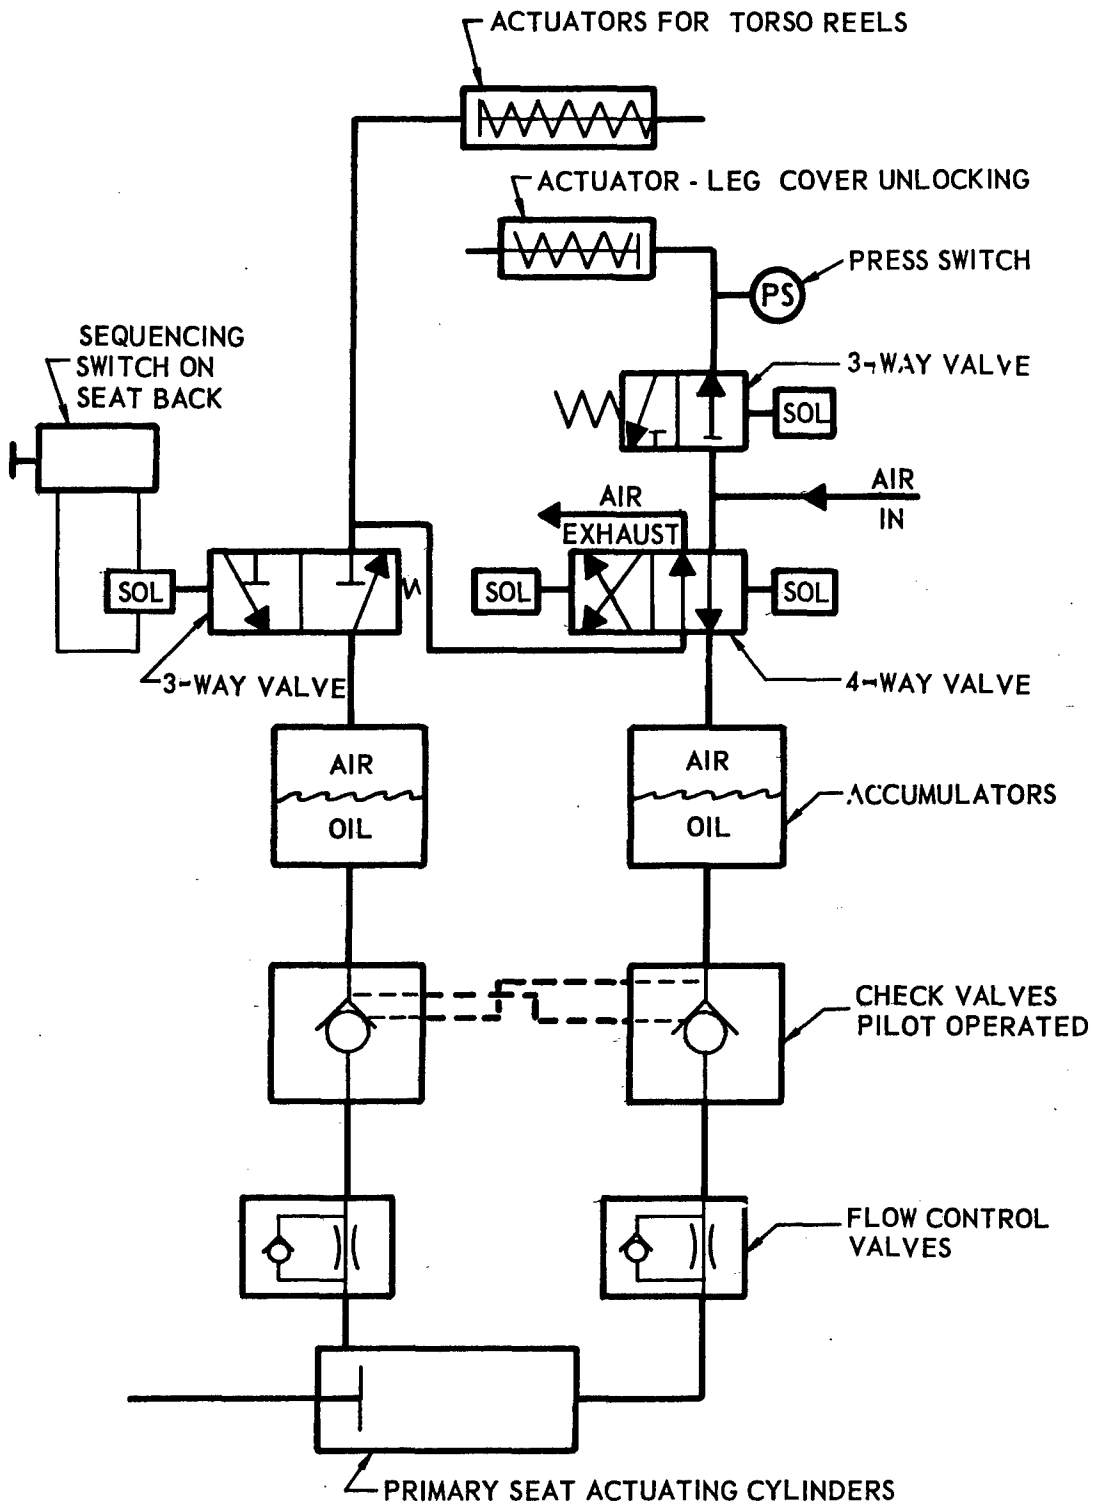 ACTUATORS FOR TORSO REELS
ACTUATOR - LEG COVER UNLOCKING
PRESS SWITCH
PS
SEQUENCING
SWITCH ON
SEAT BACK
3-WAY VALVE
SOL
AIR
IN
AIR
EXHAUST
SOL
SOL
SOL
3-WAY VALVE
4-WAY VALVE
AIR
OIL
AIR
OIL
ACCUMULATORS
CHECK VALVES
PILOT OPERATED
FLOW CONTROL
VALVES
PRIMARY SEAT ACTUATING CYLINDERS